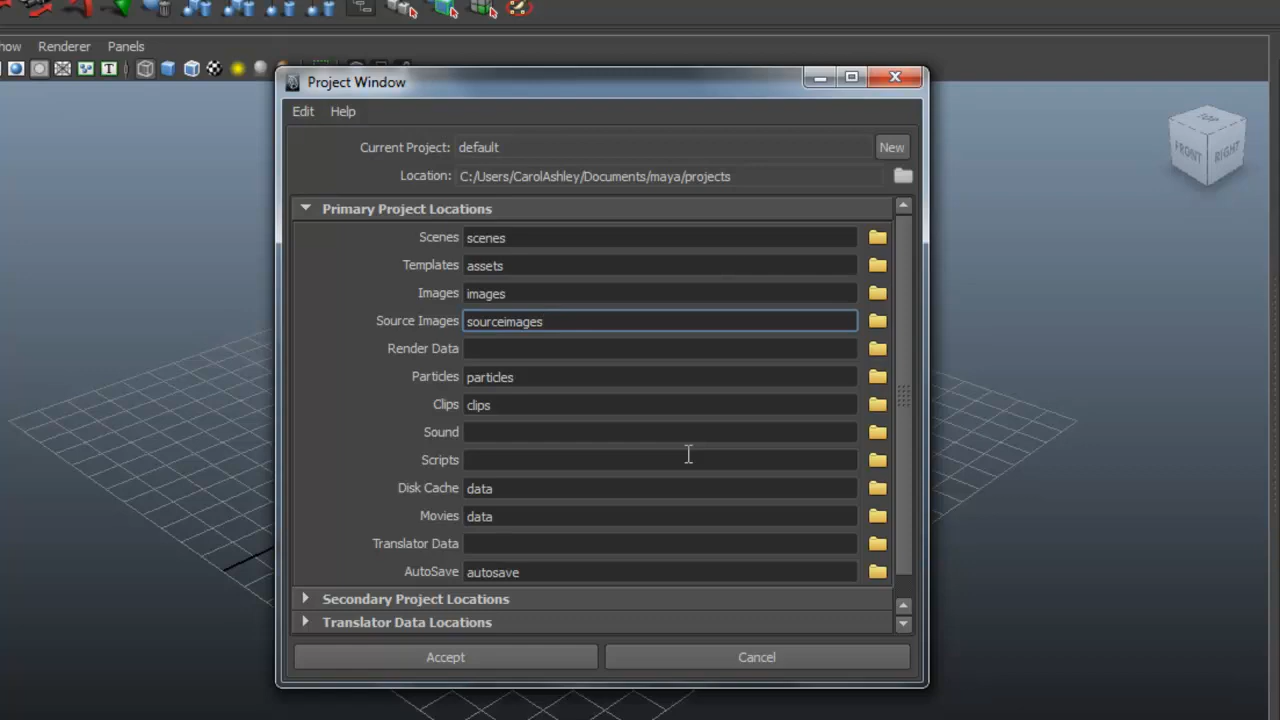 how Renderer Panels
T
Project Window
Edit Help
Current Project: default New
Location: C:/Users/CarolAshley/Documents/maya/projects
Primary Project Locations
Scenes scenes
Templates assets
Images images
Source Images sourceimages
Render Data
Particles particles
Clips clips
Sound
Scripts
Disk Cache data
Movies data
Translator Data
AutoSave autosave
Secondary Project Locations
Translator Data Locations
Accept Cancel
TOP
FRONT RIGHT